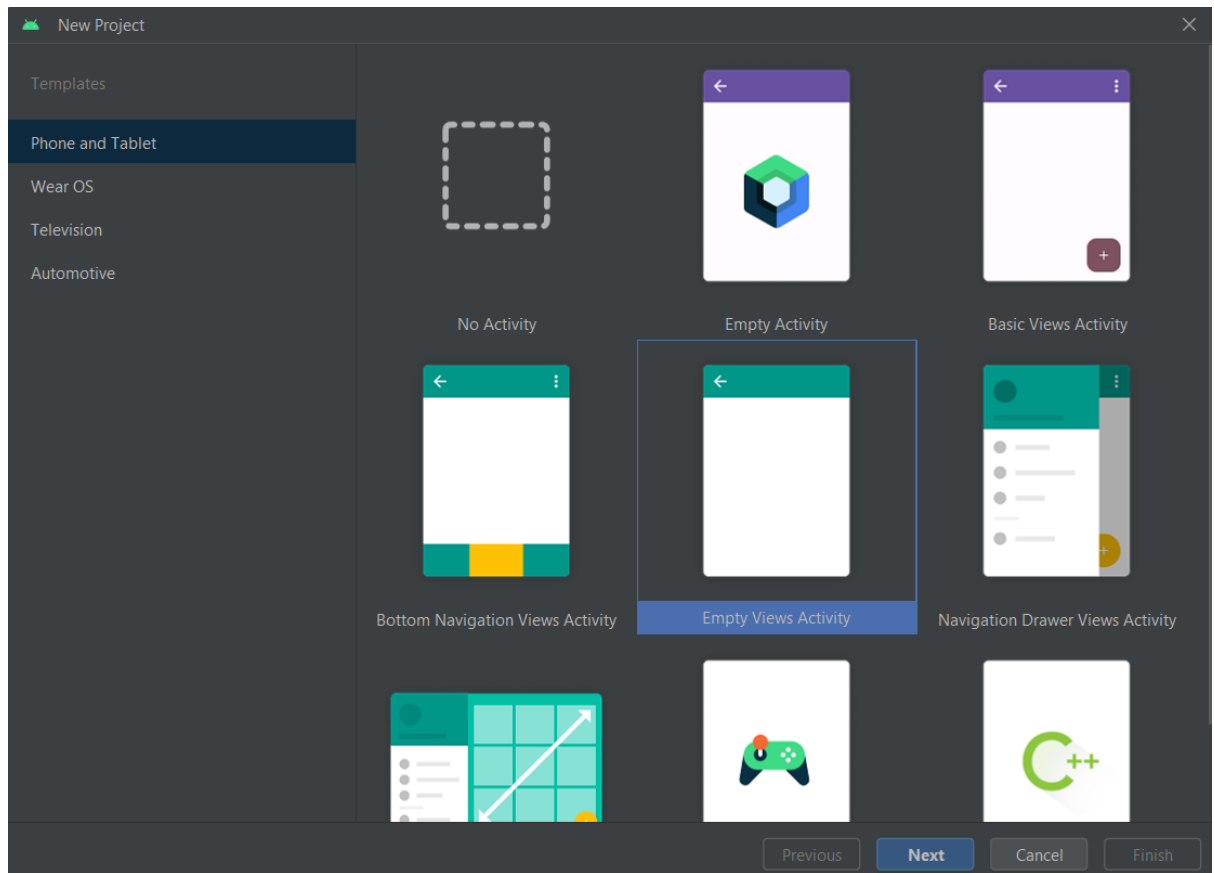 New Project
Templates
Phone and Tablet
Wear OS
Television
Automotive
No Activity
Empty Activity
Basic Views Activity
Bottom Navigation Views Activity
Empty Views Activity
Navigation Drawer Views Activity
C++
Previous
Next
Cancel
Finish